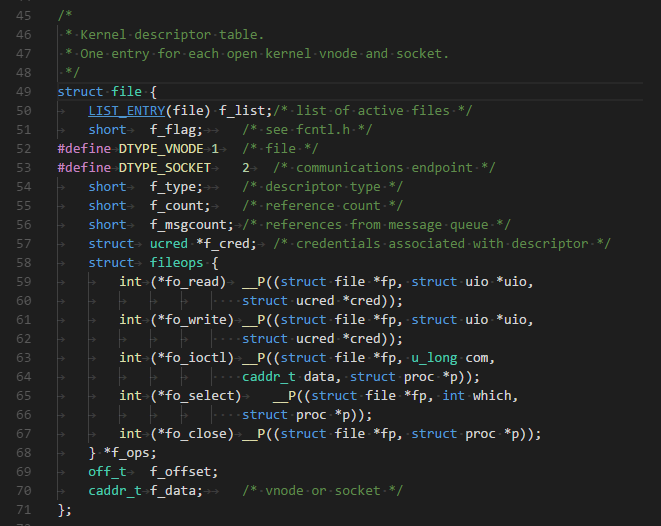 45 /*
46  * Kernel descriptor table.
47  * One entry for each open kernel vnode and socket.
48  */
49 struct file {
50     LIST_ENTRY(file) f_list;/* list of active files */
51     short   f_flag;     /* see fcntl.h */
52 #define DTYPE_VNODE 1   /* file */
53 #define DTYPE_SOCKET    2   /* communications endpoint */
54     short   f_type;     /* descriptor type */
55     short   f_count;    /* reference count */
56     short   f_msgcount; /* references from message queue */
57     struct  ucred *f_cred;  /* credentials associated with descriptor */
58     struct  fileops {
59         int (*fo_read)  __P((struct file *fp, struct uio *uio,
60                         struct ucred *cred));
61         int (*fo_write) __P((struct file *fp, struct uio *uio,
62                         struct ucred *cred));
63         int (*fo_ioctl) __P((struct file *fp, u_long com,
64                         caddr_t data, struct proc *p));
65         int (*fo_select)    __P((struct file *fp, int which,
66                         struct proc *p));
67         int (*fo_close) __P((struct file *fp, struct proc *p));
68     } *f_ops;
69     off_t   f_offset;
70     caddr_t f_data;     /* vnode or socket */
71 };